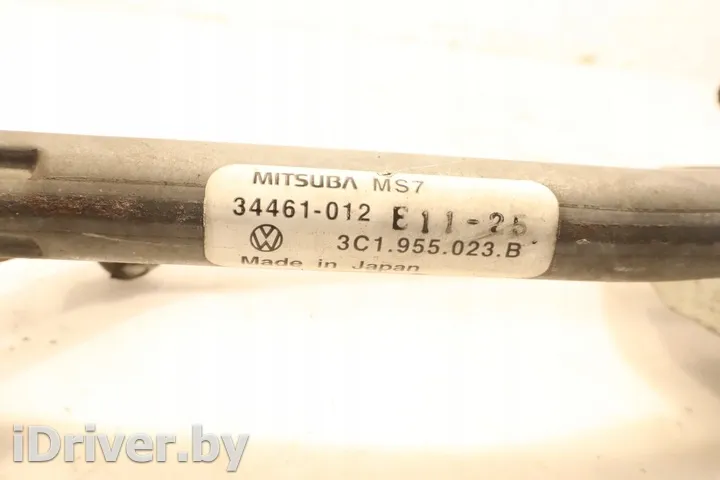 MITSUBA MS7
34461-012 E11-25
3C1.955.023.B
Made in Japan
iDriver.by